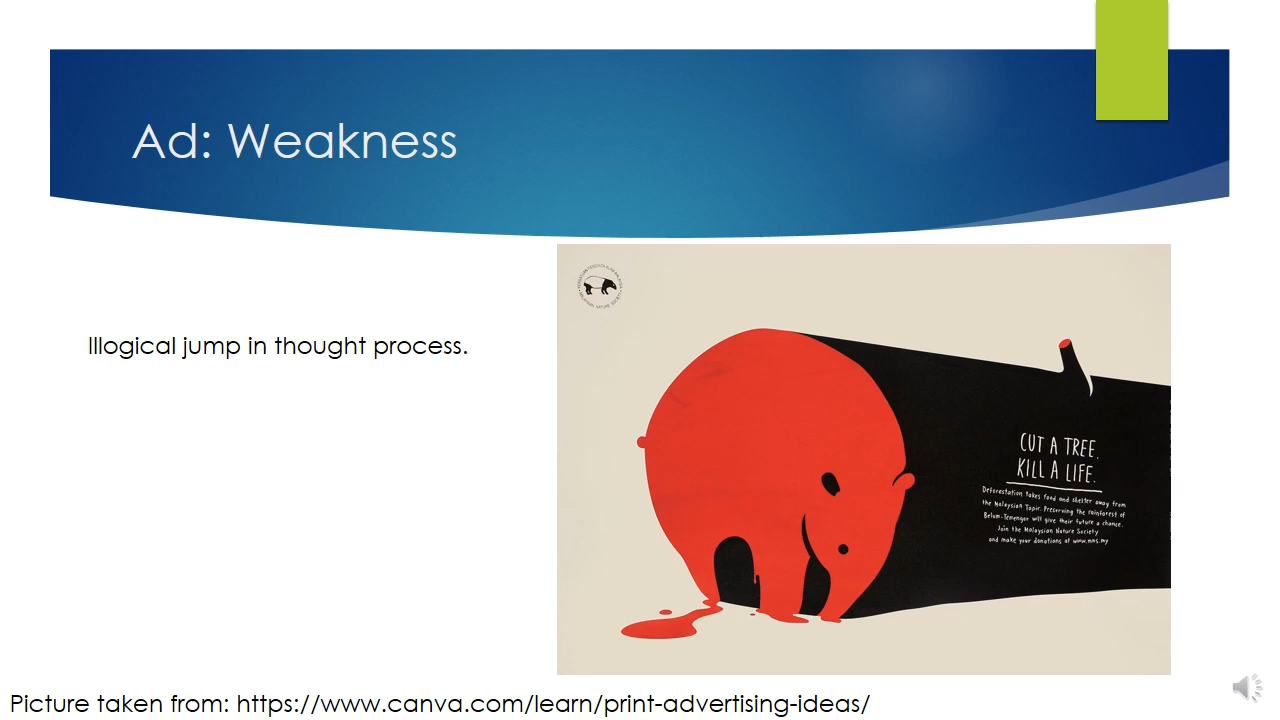 Ad: Weakness
Illogical jump in thought process.
CUT A TREE.
KILL A LIFE.
Deforestation takes food and shelter away from
the Malaysian Tapir. Preserving the rainforest of
Belum-Temengor will give their future a chance.
Join the Malaysian Nature Society
and make your donations at www.mns.my
Picture taken from: https://www.canva.com/learn/print-advertising-ideas/